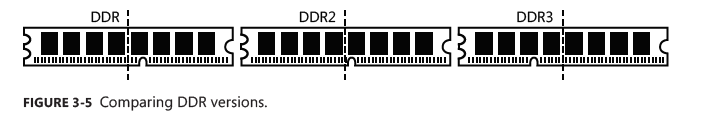 DDR DDR2 DDR3
FIGURE 3-5 Comparing DDR versions.